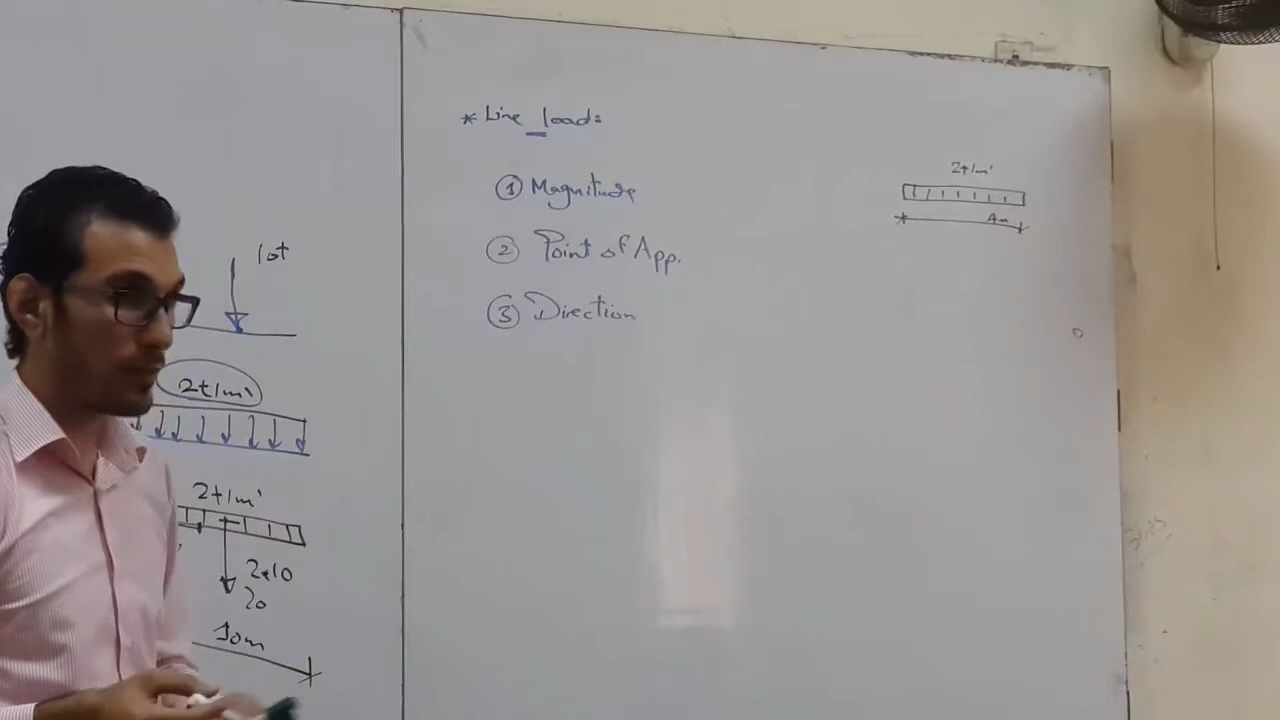 10t
2t/m'
2t/m'
2*10
20
10m
* Line load:
① Magnitude
② Point of App.
③ Direction
2t/m'
4m